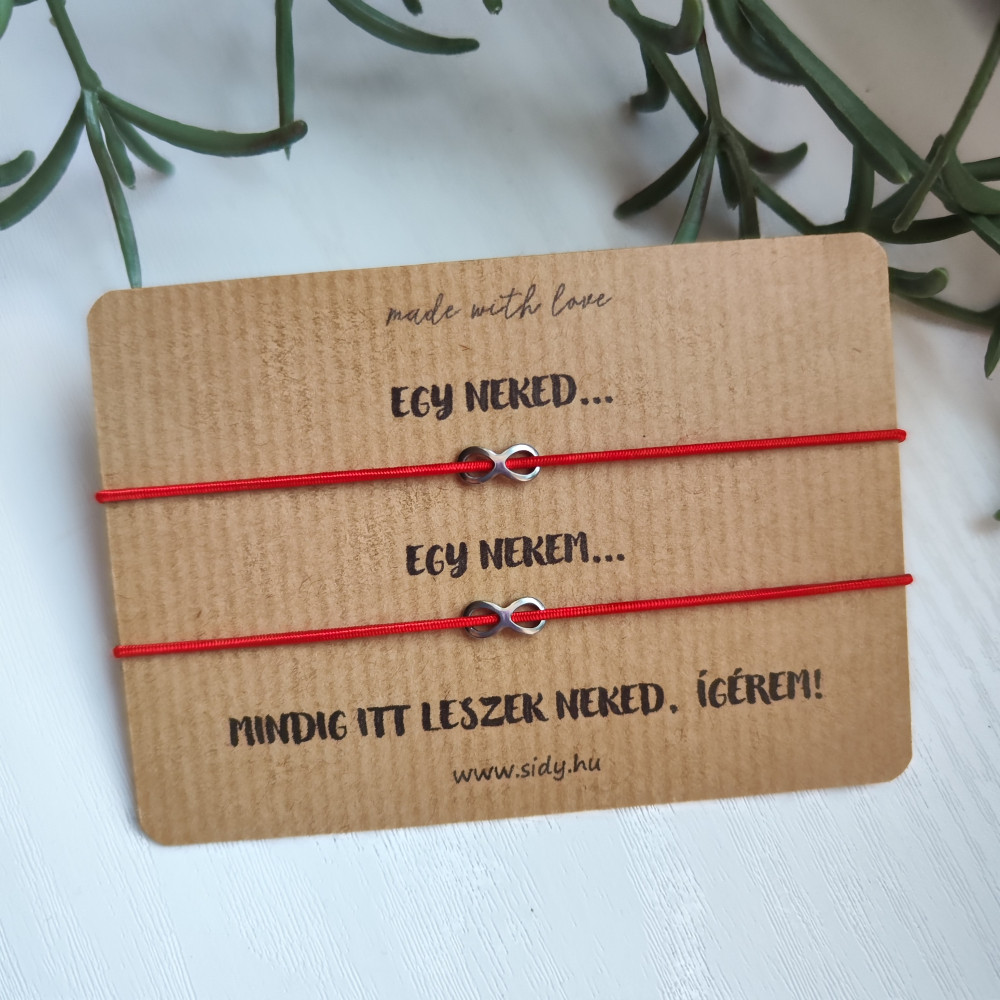 made with love
EGY NEKED...
EGY NEKEM...
MINDIG ITT LESZEK NEKED, ÍGÉREM!
www.sidy.hu